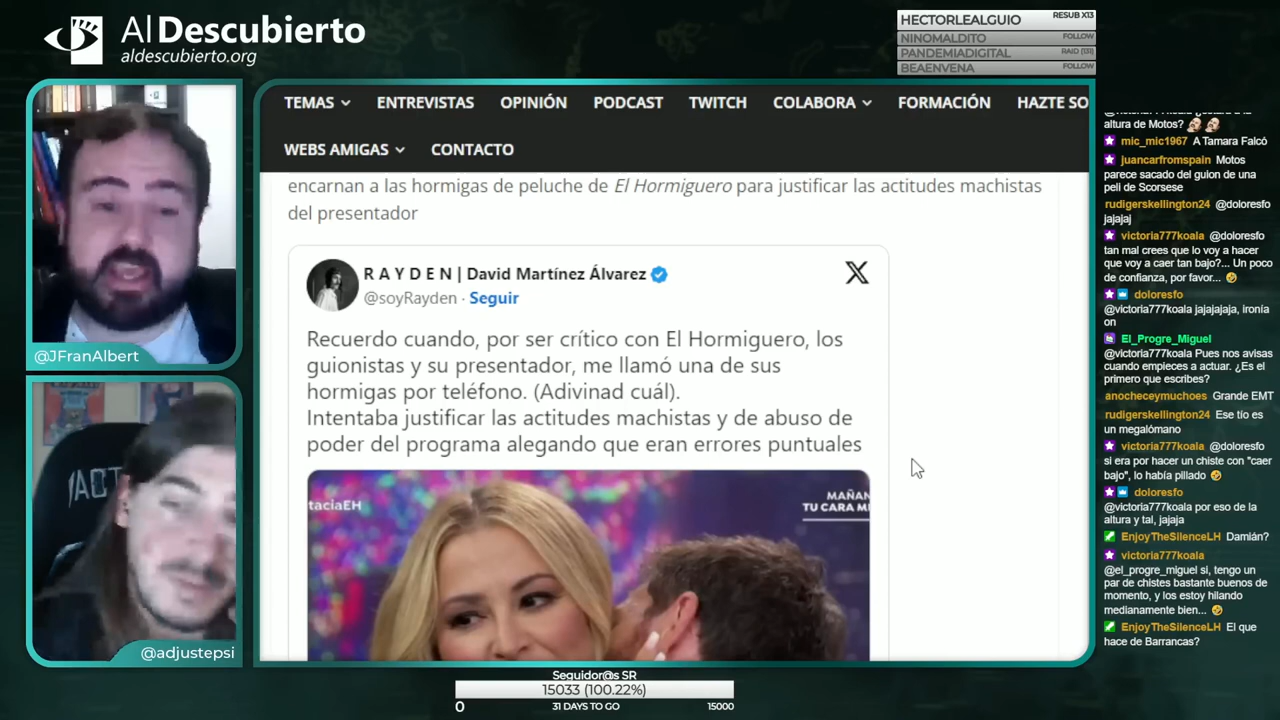 Al Descubierto
aldescubierto.org
HECTORLEALGUIO RESUB X13
NINOMALDITO FOLLOW
PANDEMIADIGITAL RAID (131)
BEAENVENA FOLLOW
@JFranAlbert
@adjustepsi
TEMAS ENTREVISTAS OPINIÓN PODCAST TWITCH COLABORA FORMACIÓN HAZTE SO
WEBS AMIGAS CONTACTO
encarnan a las hormigas de peluche de El Hormiguero para justificar las actitudes machistas
del presentador
R A Y D E N | David Martínez Álvarez
@soyRayden · Seguir
Recuerdo cuando, por ser crítico con El Hormiguero, los
guionistas y su presentador, me llamó una de sus
hormigas por teléfono. (Adivinad cuál).
Intentaba justificar las actitudes machistas y de abuso de
poder del programa alegando que eran errores puntuales
taciaEH
MAÑAN
TU CARA M
altura de Motos?
mic_mic1967 A Tamara Falcó
juancarfromspain Motos
parece sacado del guion de una
peli de Scorsese
rudigerskellington24 @doloresfo
jajajaj
victoria777koala @doloresfo
tan mal crees que lo voy a hacer
que voy a caer tan bajo?... Un poco
de confianza, por favor...
doloresfo
@victoria777koala jajajajaja, ironía
on
El_Progre_Miguel
@victoria777koala Pues nos avisas
cuando empieces a actuar. ¿Es el
primero que escribes?
anocheceymuchoes Grande EMT
rudigerskellington24 Ese tío es
un megalómano
victoria777koala @doloresfo
si era por hacer un chiste con "caer
bajo", lo había pillado
doloresfo
@victoria777koala por eso de la
altura y tal, jajaja
EnjoyTheSilenceLH Damián?
victoria777koala
@el_progre_miguel si, tengo un
par de chistes bastante buenos de
momento, y los estoy hilando
medianamente bien...
EnjoyTheSilenceLH El que
hace de Barrancas?
Seguidor@s SR
15033 (100.22%)
0 31 DAYS TO GO 15000